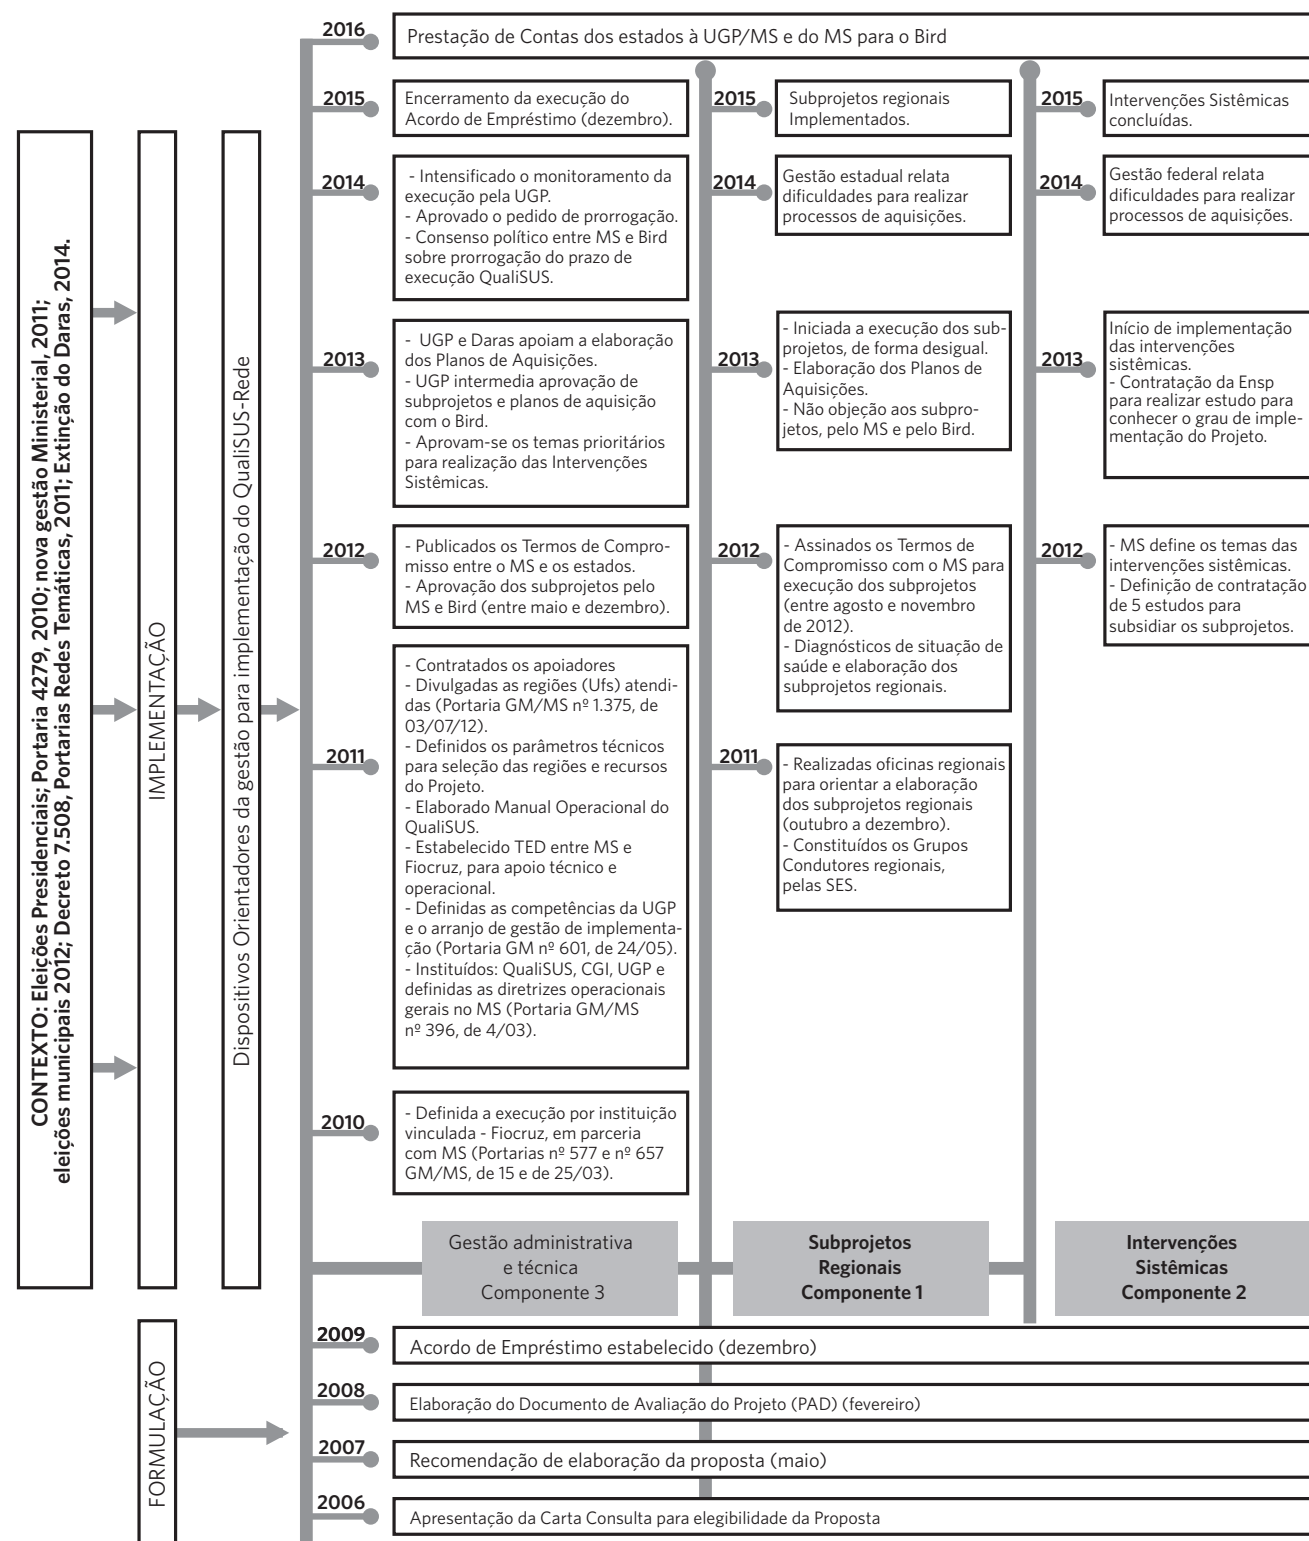 CONTEXTO: Eleições Presidenciais; Portaria 4279, 2010; nova gestão Ministerial, 2011;
eleições municipais 2012; Decreto 7.508, Portarias Redes Temáticas, 2011; Extinção do Daras, 2014.
IMPLEMENTAÇÃO
Dispositivos Orientadores da gestão para implementação do QualiSUS-Rede
2016
Prestação de Contas dos estados à UGP/MS e do MS para o Bird
2015
Encerramento da execução do
Acordo de Empréstimo (dezembro).
2014
- Intensificado o monitoramento da
execução pela UGP.
- Aprovado o pedido de prorrogação.
- Consenso político entre MS e Bird
sobre prorrogação do prazo de
execução QualiSUS.
2013
- UGP e Daras apoiam a elaboração
dos Planos de Aquisições.
- UGP intermedia aprovação de
subprojetos e planos de aquisição
com o Bird.
- Aprovam-se os temas prioritários
para realização das Intervenções
Sistêmicas.
2012
- Publicados os Termos de Compro-
misso entre o MS e os estados.
- Aprovação dos subprojetos pelo
MS e Bird (entre maio e dezembro).
2011
- Contratados os apoiadores
- Divulgadas as regiões (Ufs) atendi-
das (Portaria GM/MS nº 1.375, de
03/07/12).
- Definidos os parâmetros técnicos
para seleção das regiões e recursos
do Projeto.
- Elaborado Manual Operacional do
QualiSUS.
- Estabelecido TED entre MS e
Fiocruz, para apoio técnico e
operacional.
- Definidas as competências da UGP
e o arranjo de gestão de implementa-
ção (Portaria GM nº 601, de 24/05).
- Instituídos: QualiSUS, CGI, UGP e
definidas as diretrizes operacionais
gerais no MS (Portaria GM/MS
nº 396, de 4/03).
2010
- Definida a execução por instituição
vinculada - Fiocruz, em parceria
com MS (Portarias nº 577 e nº 657
GM/MS, de 15 e de 25/03).
Gestão administrativa
e técnica
Componente 3
2015
Subprojetos regionais
Implementados.
2014
Gestão estadual relata
dificuldades para realizar
processos de aquisições.
2013
- Iniciada a execução dos sub-
projetos, de forma desigual.
- Elaboração dos Planos de
Aquisições.
- Não objeção aos subpro-
jetos, pelo MS e pelo Bird.
2012
- Assinados os Termos de
Compromisso com o MS para
execução dos subprojetos
(entre agosto e novembro
de 2012).
- Diagnósticos de situação de
saúde e elaboração dos
subprojetos regionais.
2011
- Realizadas oficinas regionais
para orientar a elaboração
dos subprojetos regionais
(outubro a dezembro).
- Constituídos os Grupos
Condutores regionais,
pelas SES.
Subprojetos
Regionais
Componente 1
2015
Intervenções Sistêmicas
concluídas.
2014
Gestão federal relata
dificuldades para realizar
processos de aquisições.
2013
Início de implementação
das intervenções
sistêmicas.
- Contratação da Ensp
para realizar estudo para
conhecer o grau de imple-
mentação do Projeto.
2012
- MS define os temas das
intervenções sistêmicas.
- Definição de contratação
de 5 estudos para
subsidiar os subprojetos.
Intervenções
Sistêmicas
Componente 2
FORMULAÇÃO
2009
Acordo de Empréstimo estabelecido (dezembro)
2008
Elaboração do Documento de Avaliação do Projeto (PAD) (fevereiro)
2007
Recomendação de elaboração da proposta (maio)
2006
Apresentação da Carta Consulta para elegibilidade da Proposta